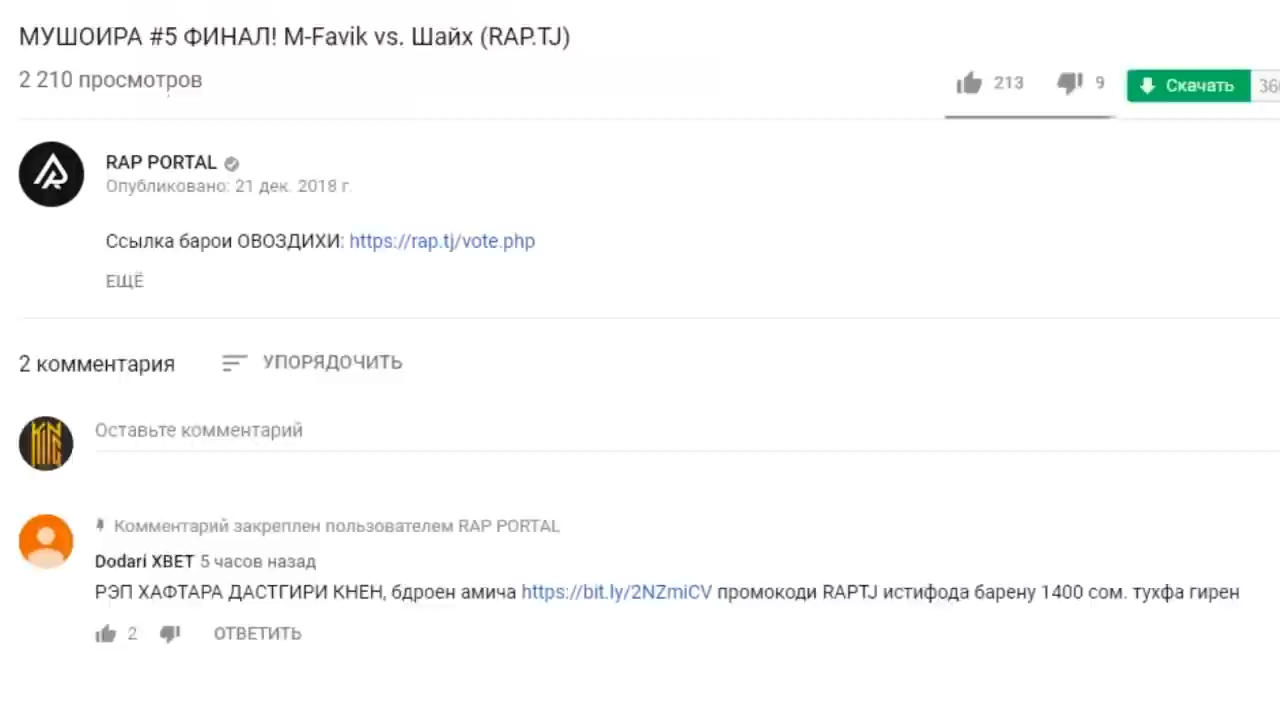 МУШОИРА #5 ФИНАЛ! M-Favik vs. Шайх (RAP.TJ)
2 210 просмотров
213 9 Скачать
RAP PORTAL
Опубликовано: 21 дек. 2018 г.
Ссылка барои ОВОЗДИХИ: https://rap.tj/vote.php
ЕЩЁ
2 комментария УПОРЯДОЧИТЬ
Оставьте комментарий
Комментарий закреплен пользователем RAP PORTAL
Dodari XBET 5 часов назад
РЭП ХАФТАРА ДАСТГИРИ КНЕН, бдроен амича https://bit.ly/2NZmiCV промокоди RAPTJ истифода барену 1400 сом. тухфа гирен
2 ОТВЕТИТЬ